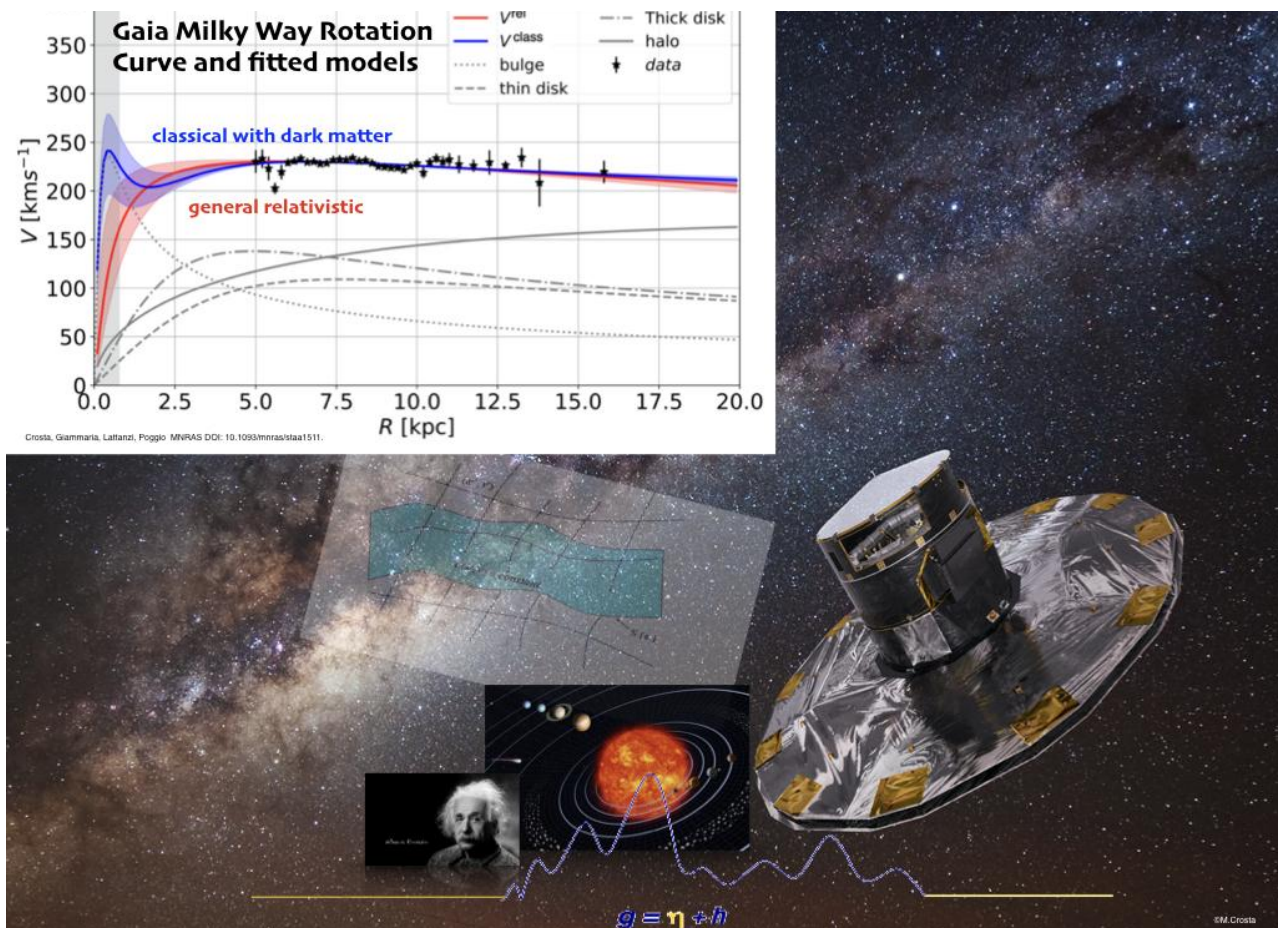 Gaia Milky Way Rotation
Curve and fitted models
V^rel
V^class
bulge
thin disk
Thick disk
halo
data
classical with dark matter
general relativistic
350
300
250
200
150
100
50
0
V [kms⁻¹]
0.0 2.5 5.0 7.5 10.0 12.5 15.0 17.5 20.0
R [kpc]
Crosta, Giammaria, Lattanzi, Poggio MNRAS DOI: 10.1093/mnras/staa1511.
g = η + h
©M.Crosta